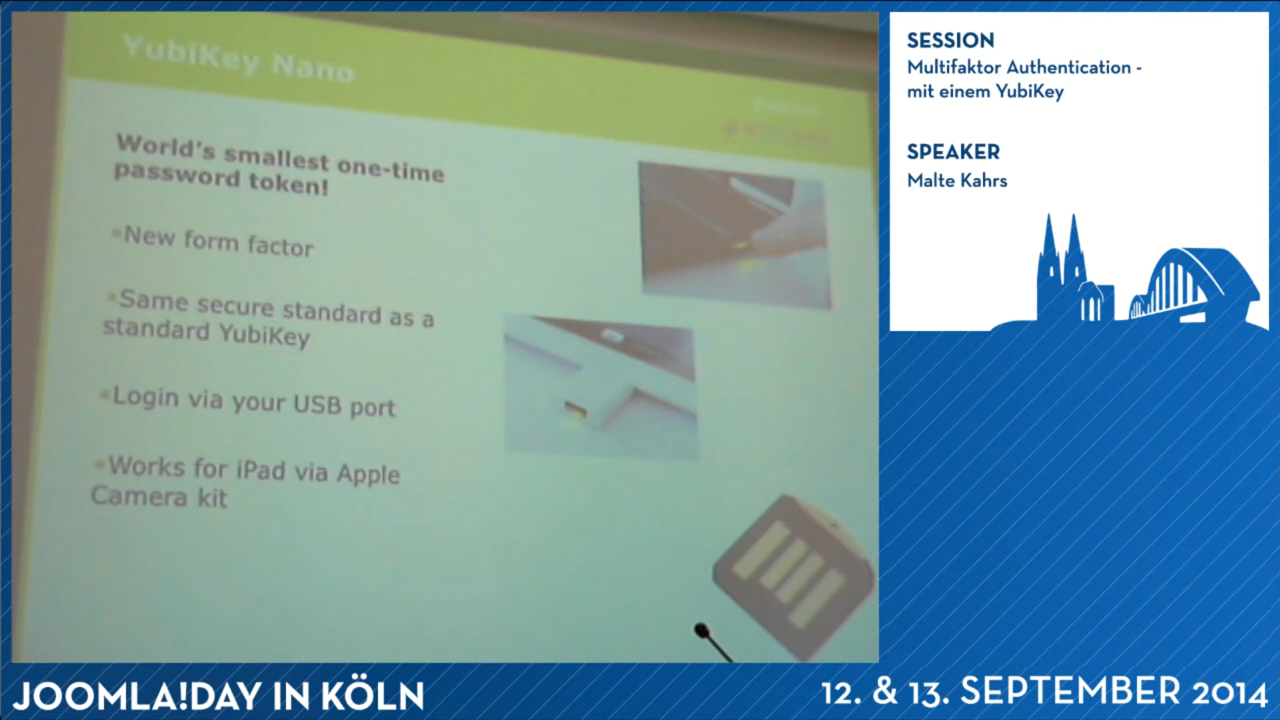 YubiKey Nano
World's smallest one-time
password token!
•New form factor
•Same secure standard as a
standard YubiKey
•Login via your USB port
•Works for iPad via Apple
Camera kit
SESSION
Multifaktor Authentication -
mit einem YubiKey
SPEAKER
Malte Kahrs
JOOMLA!DAY IN KÖLN
12. & 13. SEPTEMBER 2014